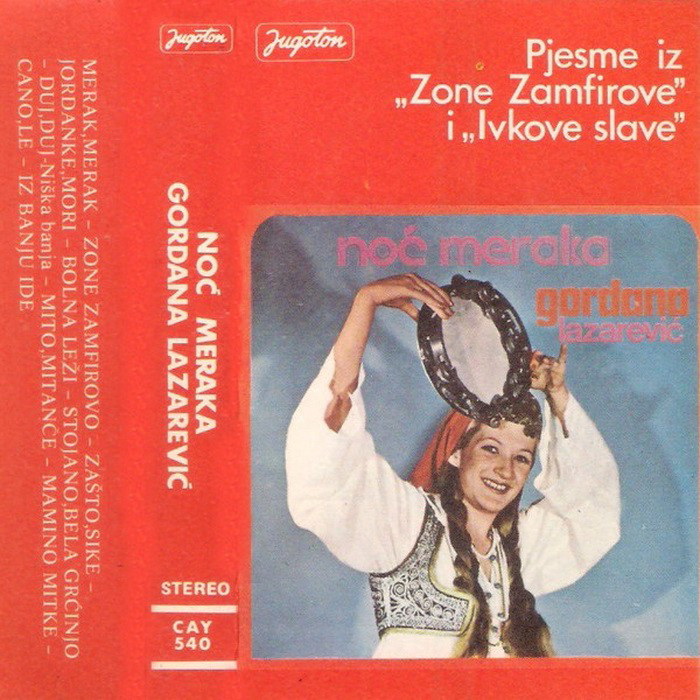 MERAK,MERAK – ZONE ZAMFIROVO – ZAŠTO,SIKE –
JORDANKE,MORI – BOLNA LEŽI – STOJANO,BELA GRČINJO
– DUJ,DUJ-Niška banja – MITO,MITANČE – MAMINO MITKE –
CANO,LE – IZ BANJU IDE
Jugoton
NOĆ MERAKA
GORDANA LAZAREVIĆ
STEREO
CAY
540
Jugoton
Pjesme iz
„Zone Zamfirove”
i „Ivkove slave”
noć meraka
gordana
lazarević